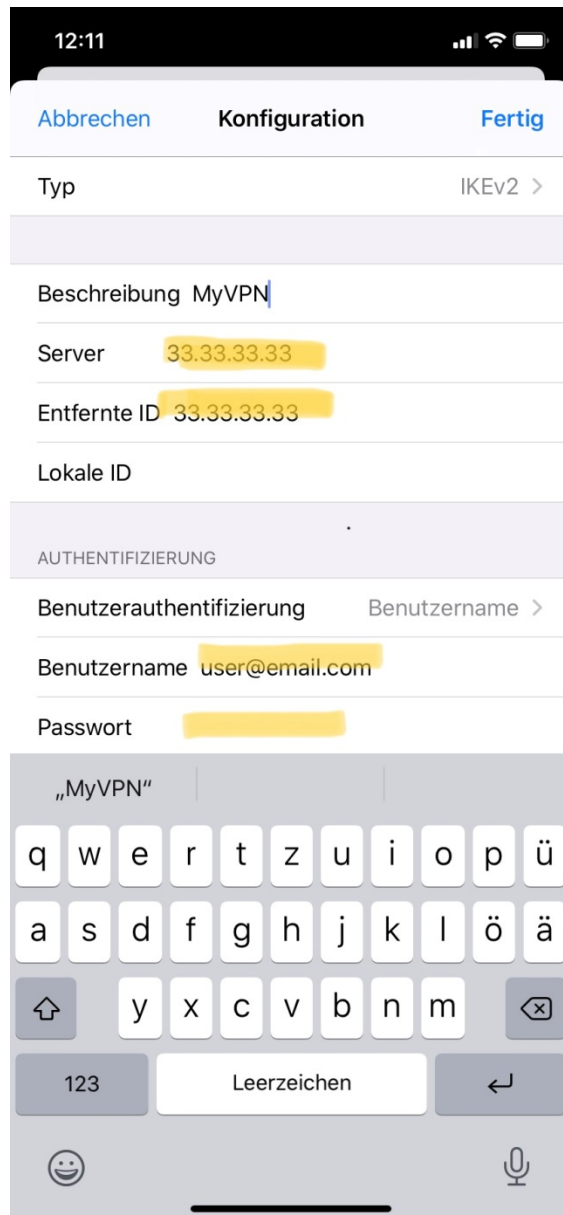 12:11
Abbrechen Konfiguration Fertig
Typ IKEv2 >
Beschreibung MyVPN
Server 33.33.33.33
Entfernte ID 33.33.33.33
Lokale ID
AUTHENTIFIZIERUNG
Benutzerauthentifizierung Benutzername >
Benutzername user@email.com
Passwort
„MyVPN“
q w e r t z u i o p ü
a s d f g h j k l ö ä
y x c v b n m
123 Leerzeichen